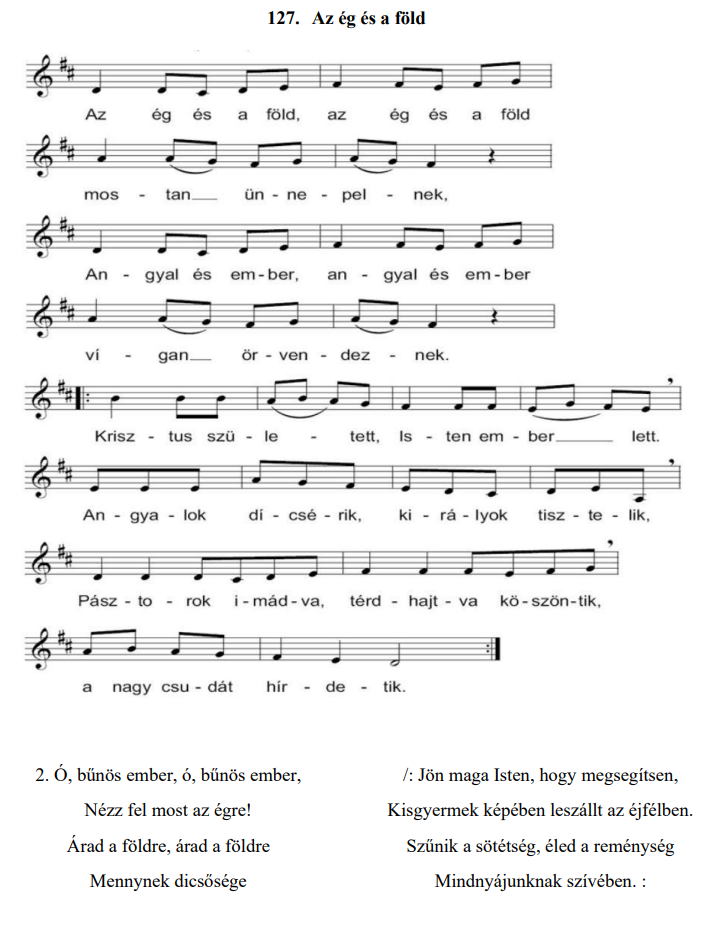 127. Az ég és a föld
Az ég és a föld, az ég és a föld
mos - tan___ ün - ne - pel - nek,
An - gyal és em - ber, an - gyal és em - ber
ví - gan___ ör - ven - dez - nek.
Krisz - tus szü - le - tett, Is - ten em - ber___ lett.
An - gya - lok dí - csé - rik, ki - rá - lyok tisz - te - lik,
Pász - to - rok i - mád - va, térd - hajt - va kö - szön - tik,
a nagy csu - dát hír - de - tik.
2. Ó, bűnös ember, ó, bűnös ember,
Nézz fel most az égre!
Árad a földre, árad a földre
Mennynek dicsősége
/: Jön maga Isten, hogy megsegítsen,
Kisgyermek képében leszállt az éjfélben.
Szűnik a sötétség, éled a reménység
Mindnyájunknak szívében. :